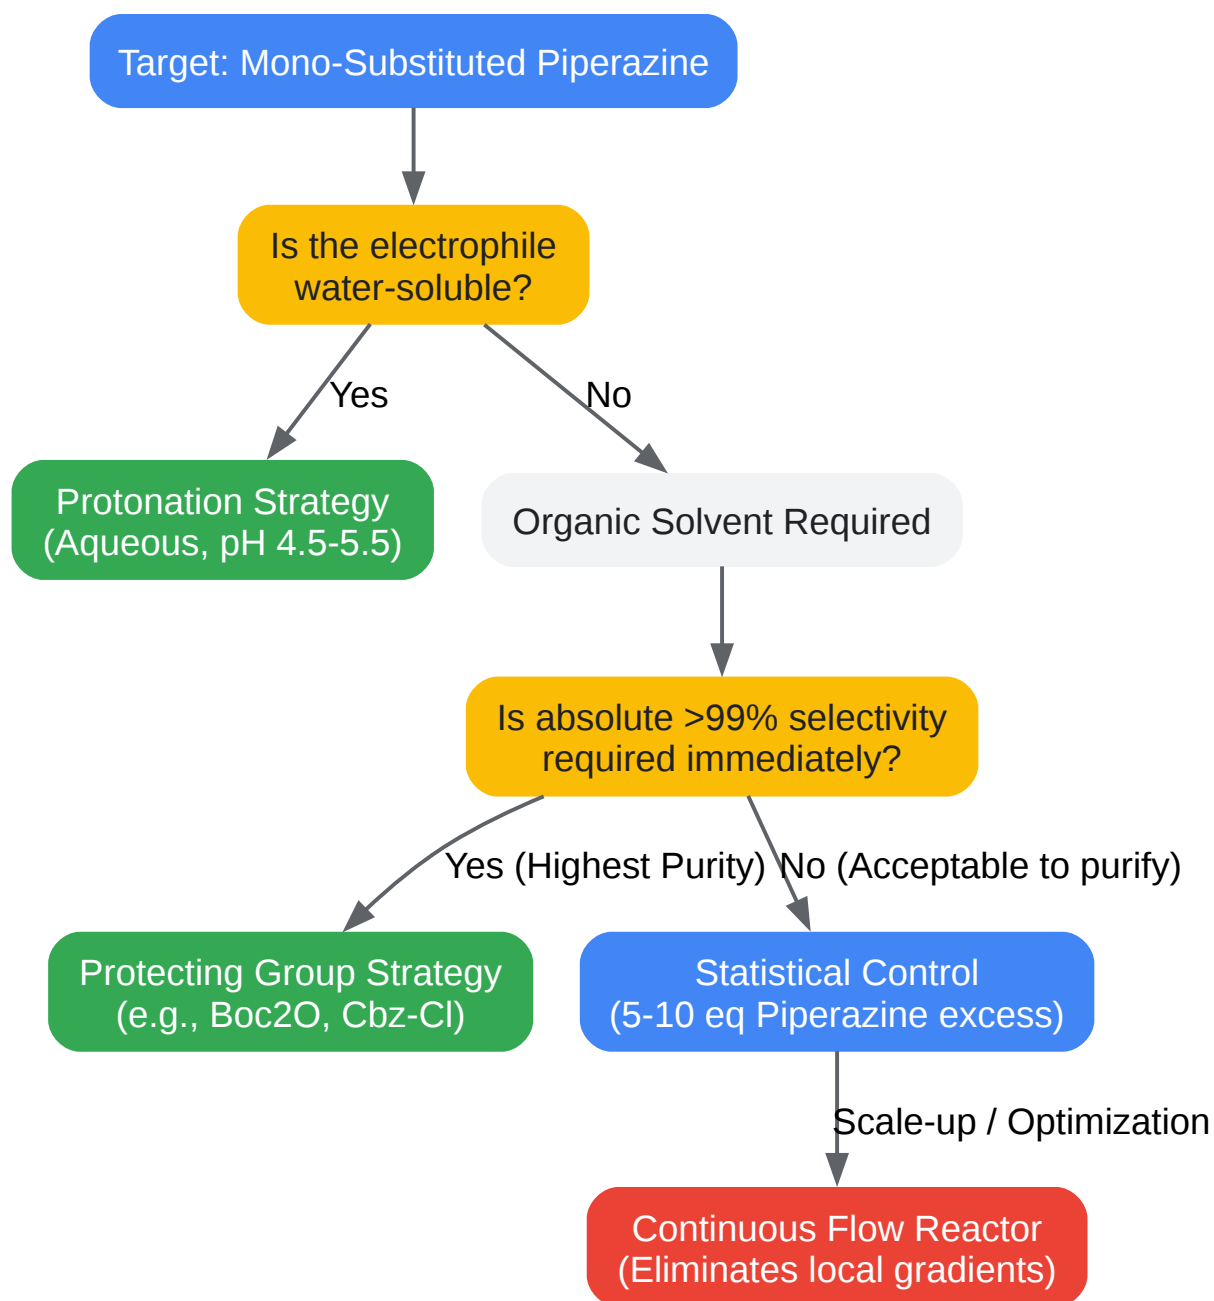 Target: Mono-Substituted Piperazine
Is the electrophile
water-soluble?
Yes
No
Protonation Strategy
(Aqueous, pH 4.5-5.5)
Organic Solvent Required
Is absolute >99% selectivity
required immediately?
Yes (Highest Purity)
No (Acceptable to purify)
Protecting Group Strategy
(e.g., Boc2O, Cbz-Cl)
Statistical Control
(5-10 eq Piperazine excess)
Scale-up / Optimization
Continuous Flow Reactor
(Eliminates local gradients)